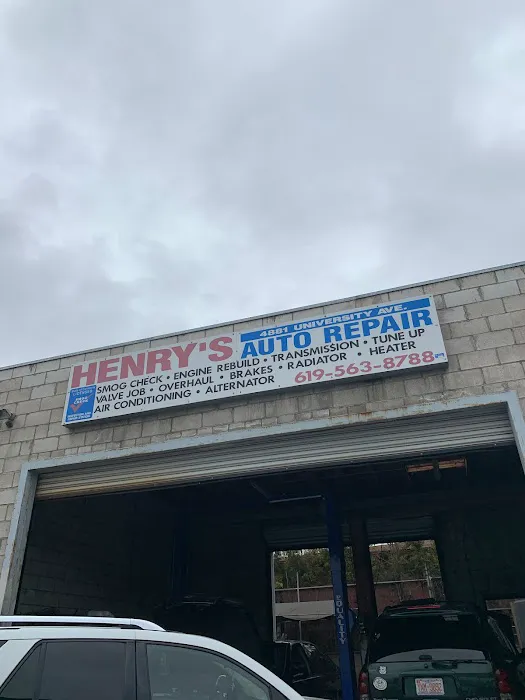 HENRY'S
4881 UNIVERSITY AVE.
AUTO REPAIR
SMOG CHECK • ENGINE REBUILD • TRANSMISSION • TUNE UP
VALVE JOB • OVERHAUL • BRAKES • RADIATOR • HEATER
AIR CONDITIONING • ALTERNATOR
619-563-8788
EQUALITY